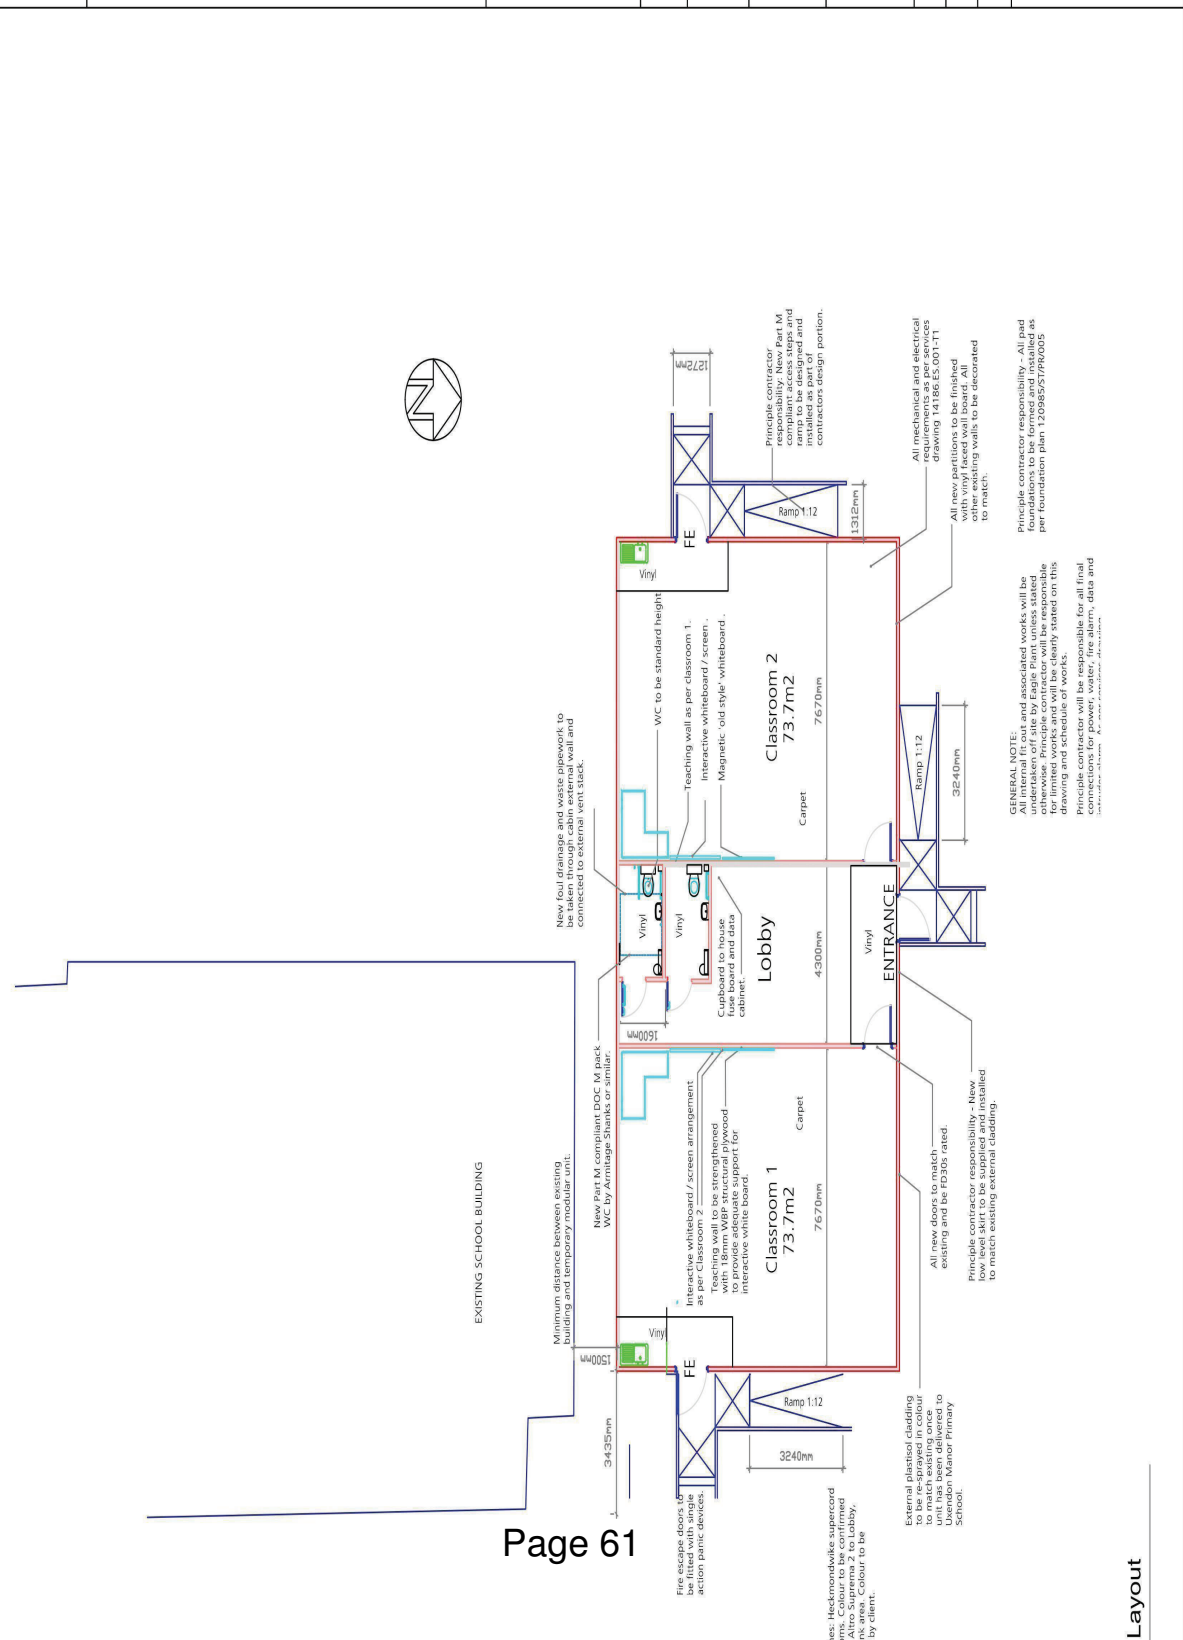 N
EXISTING SCHOOL BUILDING
Minimum distance between existing
building and temporary modular unit.
New foul drainage and waste pipework to
be taken through cabin external wall and
connected to external vent stack.
New Part M compliant DOC M pack
WC by Armitage Shanks or similar.
1500mm
3435mm
1600mm
1272mm
WC to be standard height
Teaching wall as per classroom 1.
Interactive whiteboard / screen .
Magnetic 'old style' whiteboard .
Vinyl
FE
Principle contractor
responsibility: New Part M
compliant access steps and
ramp to be designed and
installed as part of
contractors design portion.
Ramp 1:12
1312mm
Classroom 2
73.7m2
7670mm
Carpet
Vinyl
Vinyl
Cupboard to house
fuse board and data
cabinet.
Lobby
4300mm
Vinyl
ENTRANCE
Ramp 1:12
3240mm
Interactive whiteboard / screen arrangement
as per Classroom 2
Teaching wall to be strengthened
with 18mm WBP structural plywood
to provide adequate support for
interactive white board.
Classroom 1
73.7m2
7670mm
Carpet
Vinyl
FE
Ramp 1:12
3240mm
Fire escape doors to
be fitted with single
action panic devices.
Heckmondwike supercord
Colour to be confirmed
Altro Suprema 2 to Lobby,
area. Colour to be
by client.
External plastisol cladding
to be re-sprayed in colour
to match existing once
unit has been delivered to
Uxendon Manor Primary
School.
All new doors to match
existing and be FD30s rated.
Principle contractor responsibility - New
low level skirt to be supplied and installed
to match existing external cladding.
All mechanical and electrical
requirements as per services
drawing 14186.ES.001-T1
All new partitions to be finished
with vinyl faced wall board. All
other existing walls to be decorated
to match.
Principle contractor responsibility - All pad
foundations to be formed and installed as
per foundation plan 120985/ST/PR/005
GENERAL NOTE:
All internal fit out and associated works will be
undertaken off site by Eagle Plant unless stated
otherwise. Principle contractor will be responsible
for limited works and will be clearly stated on this
drawing and schedule of works.
Principle contractor will be responsible for all final
connections for power, water, fire alarm, data and
Layout
Page 61